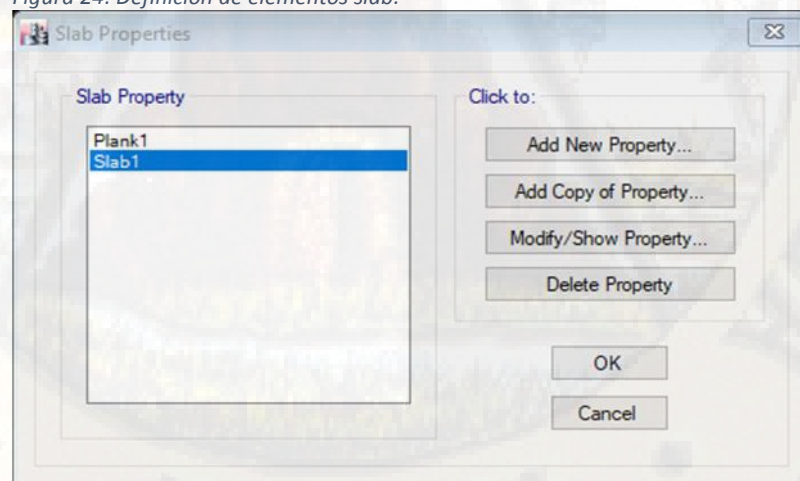 Figura 24. Definición de elementos slab.
Slab Properties
Slab Property
Plank1
Slab1
Click to:
Add New Property...
Add Copy of Property...
Modify/Show Property...
Delete Property
OK
Cancel